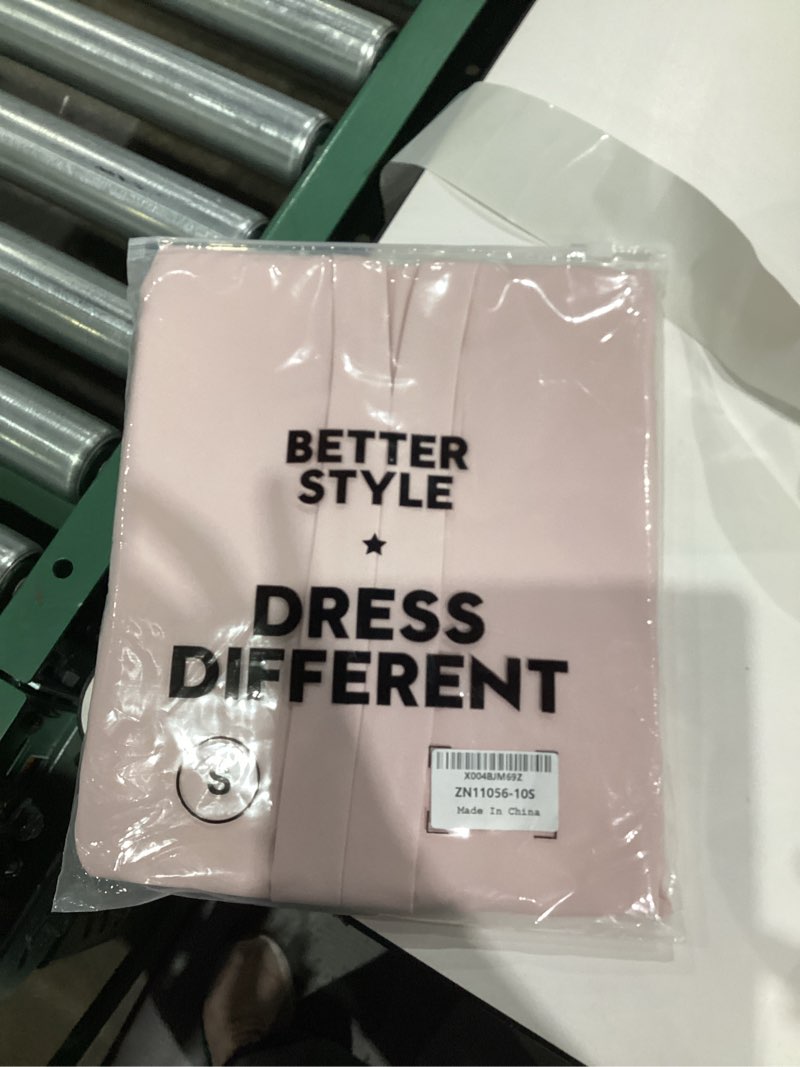 BETTER
STYLE
DRESS
DIFFERENT
S
X004BJM69Z
ZN11056-10S
Made In China